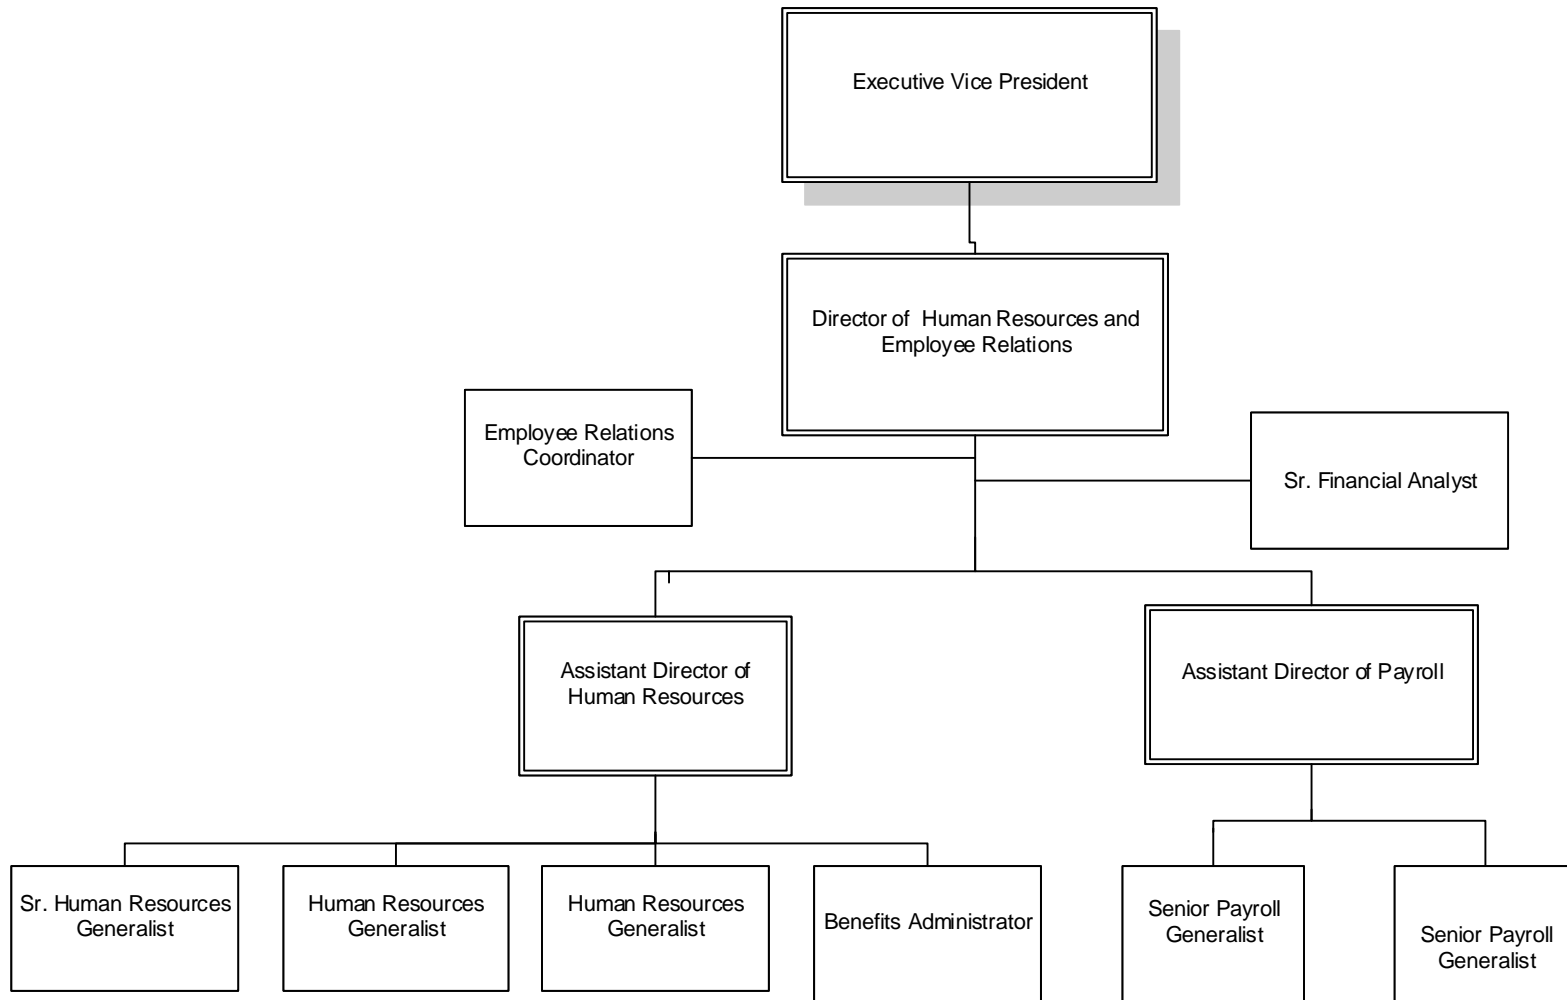 Executive Vice President
Director of Human Resources and
Employee Relations
Employee Relations
Coordinator
Sr. Financial Analyst
Assistant Director of
Human Resources
Assistant Director of Payroll
Sr. Human Resources
Generalist
Human Resources
Generalist
Human Resources
Generalist
Benefits Administrator
Senior Payroll
Generalist
Senior Payroll
Generalist